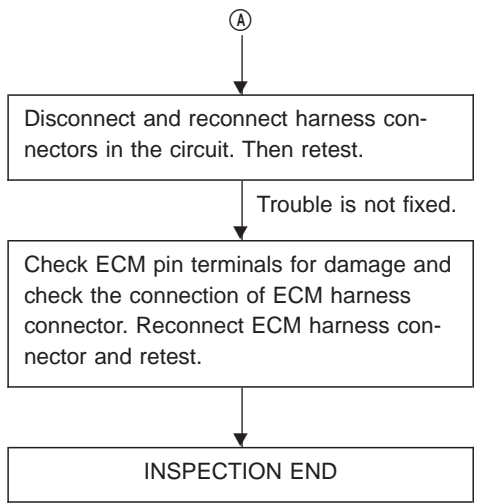 Ⓐ
Disconnect and reconnect harness con-
nectors in the circuit. Then retest.
Trouble is not fixed.
Check ECM pin terminals for damage and
check the connection of ECM harness
connector. Reconnect ECM harness con-
nector and retest.
INSPECTION END